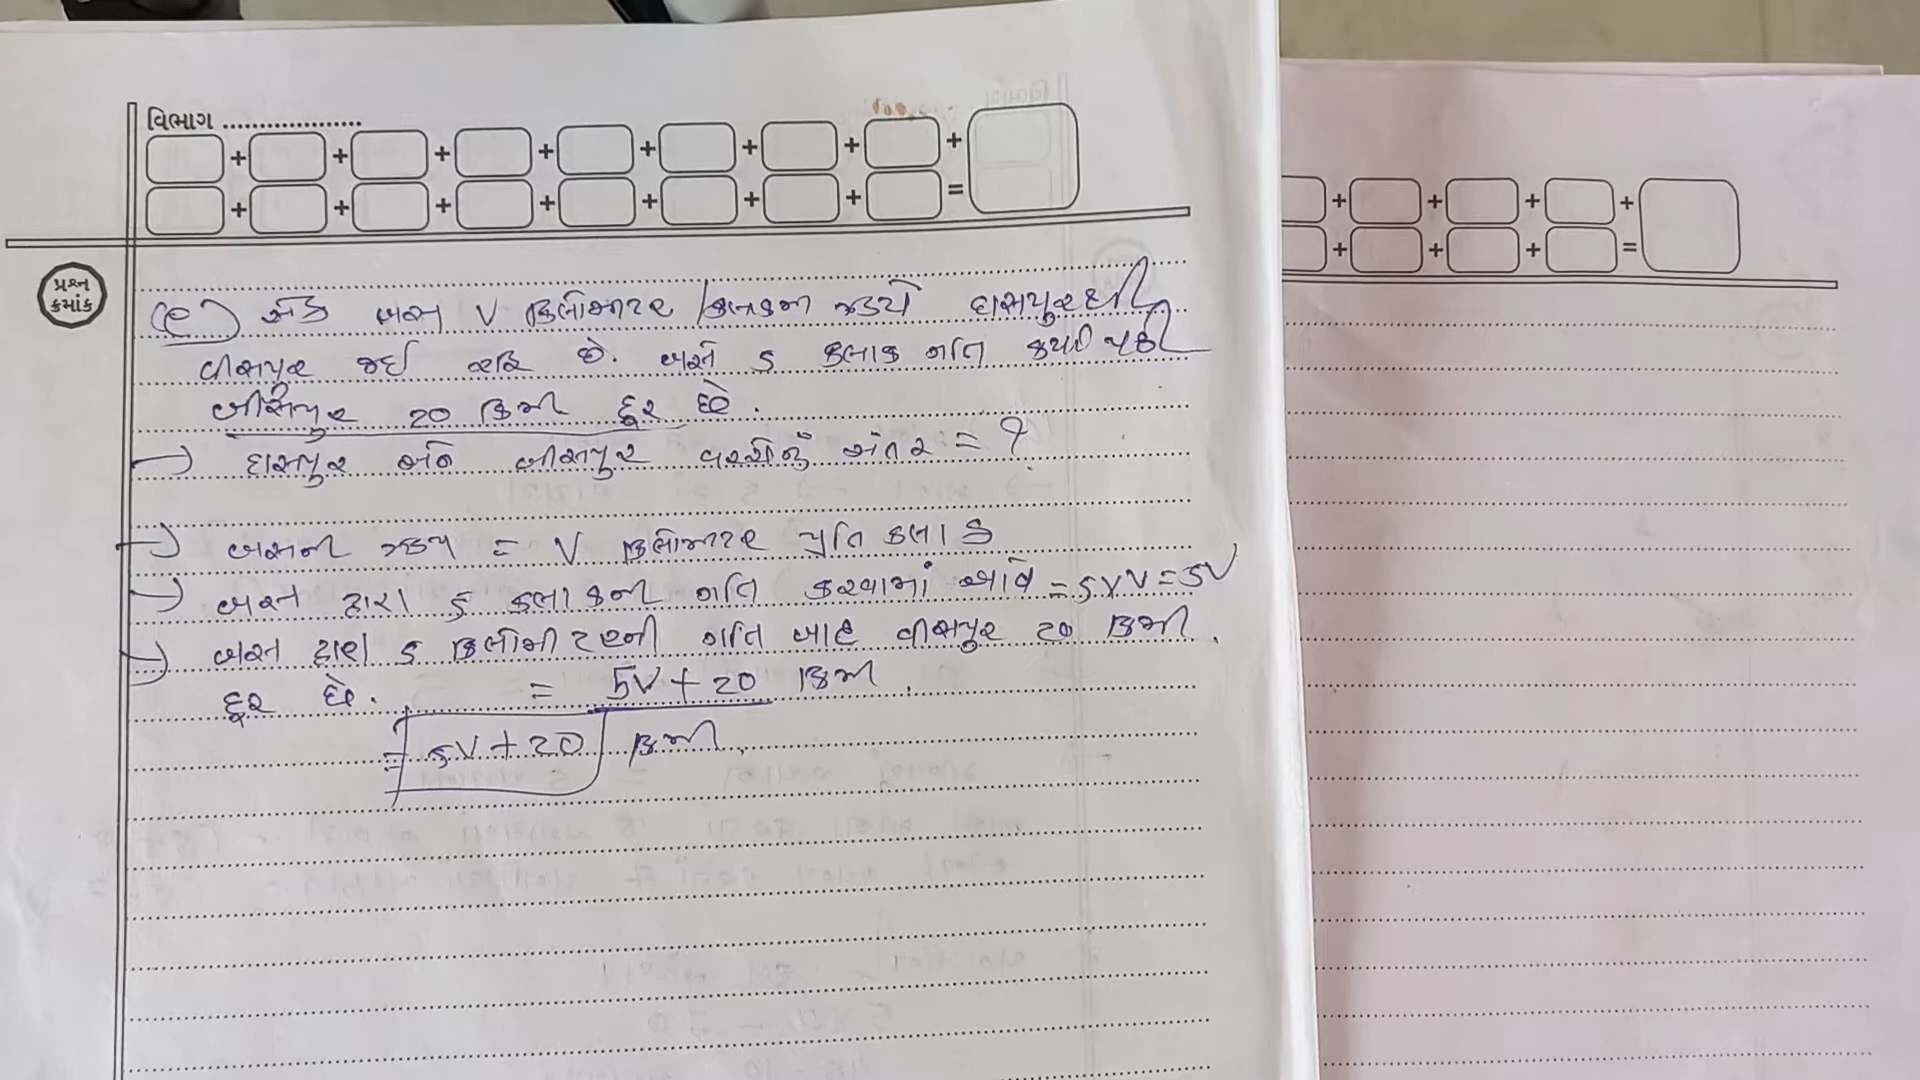 વિભાગ ..................
+ + + + + + + +
+ + + + + + + =
+ + + +
+ + + =
પ્રશ્ન
ક્રમાંક
(e) એક બસ V કિલોમીટર /કલાકની ઝડપે દાસપુરથી
વીસપુર જઈ રહિ છે. બસે 5 કલાક ગતિ કર્યા પછી
બીસપુર 20 કિમી દૂર છે.
→ દાસપુર અને બીસપુર વચ્ચેનું અંતર = ?
→ બસની ઝડપ = V કિલોમીટર પ્રતિ કલાક
→ બસ દ્વારા 5 કલાકની ગતિ કરવામાં આવે = 5 x V = 5V
→ બસ દ્વારા 5 કિલોમીટરની ગતિ બાદ વીસપુર 20 કિમી.
દૂર છે. = 5V + 20 કિમી
= 5V + 20 કિમી